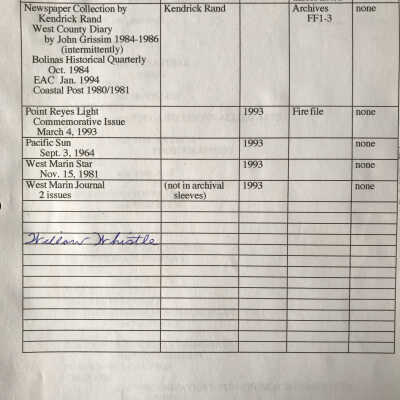 Newspaper Collection by Kendrick Rand Archives none
Kendrick Rand FF1-3
West County Diary
by John Grissim 1984-1986
(intermittently)
Bolinas Historical Quarterly
Oct. 1984
EAC Jan. 1994
Coastal Post 1980/1981
Point Reyes Light 1993 Fire file none
Commemorative Issue
March 4, 1993
Pacific Sun 1993 none
Sept. 3, 1964
West Marin Star 1993 none
Nov. 15, 1981
West Marin Journal (not in archival 1993 none
2 issues sleeves)
Willow Whistle